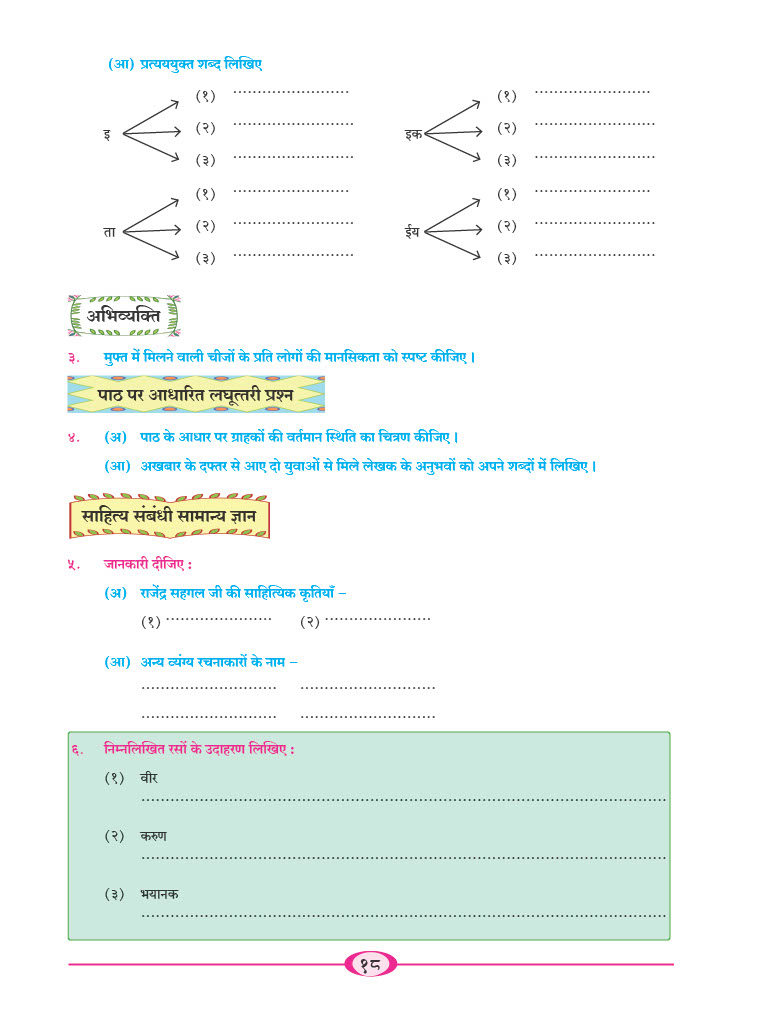 (आ) प्रत्यययुक्त शब्द लिखिए
(१) ........................ (१) ........................
इ (२) ......................... इक (२) .........................
(३) ......................... (३) .........................
(१) ........................ (१) ........................
ता (२) ......................... ईय (२) .........................
(३) ......................... (३) .........................
अभिव्यक्ति
३. मुफ्त में मिलने वाली चीजों के प्रति लोगों की मानसिकता को स्पष्ट कीजिए ।
पाठ पर आधारित लघूत्तरी प्रश्न
४. (अ) पाठ के आधार पर ग्राहकों की वर्तमान स्थिति का चित्रण कीजिए ।
(आ) अखबार के दफ्तर से आए दो युवाओं से मिले लेखक के अनुभवों को अपने शब्दों में लिखिए ।
साहित्य संबंधी सामान्य ज्ञान
५. जानकारी दीजिए :
(अ) राजेंद्र सहगल जी की साहित्यिक कृतियाँ –
(१) ...................... (२) ......................
(आ) अन्य व्यंग्य रचनाकारों के नाम –
............................ ............................
............................ ............................
६. निम्नलिखित रसों के उदाहरण लिखिए :
(१) वीर
............................................................................................................
(२) करुण
............................................................................................................
(३) भयानक
............................................................................................................
१८